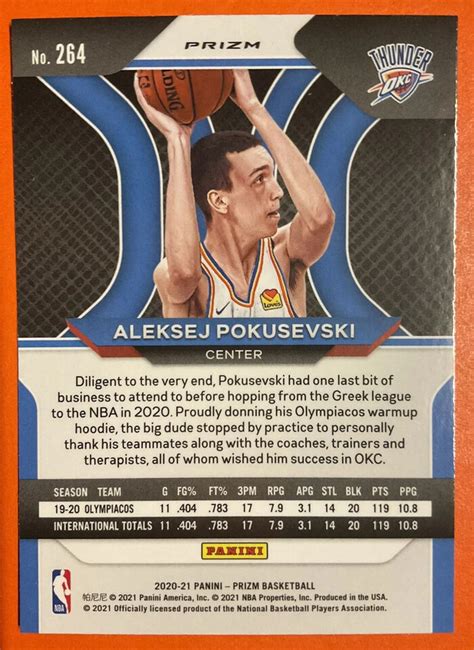 No. 264
PRIZM
THUNDER
OKC
SPALDING
Love's
ALEKSEJ POKUSEVSKI
CENTER
Diligent to the very end, Pokusevski had one last bit of
business to attend to before hopping from the Greek league
to the NBA in 2020. Proudly donning his Olympiacos warmup
hoodie, the big dude stopped by practice to personally
thank his teammates along with the coaches, trainers and
therapists, all of whom wished him success in OKC.
SEASON TEAM G FG% FT% 3PM RPG APG STL BLK PTS PPG
19-20 OLYMPIACOS 11 .404 .783 17 7.9 3.1 14 20 119 10.8
INTERNATIONAL TOTALS 11 .404 .783 17 7.9 3.1 14 20 119 10.8
PANINI
NBA
2020-21 PANINI – PRIZM BASKETBALL
帕尼尼 © 2021 Panini America, Inc. © 2021 NBA Properties, Inc. Produced in the USA.
© 2021 Officially licensed product of the National Basketball Players Association.